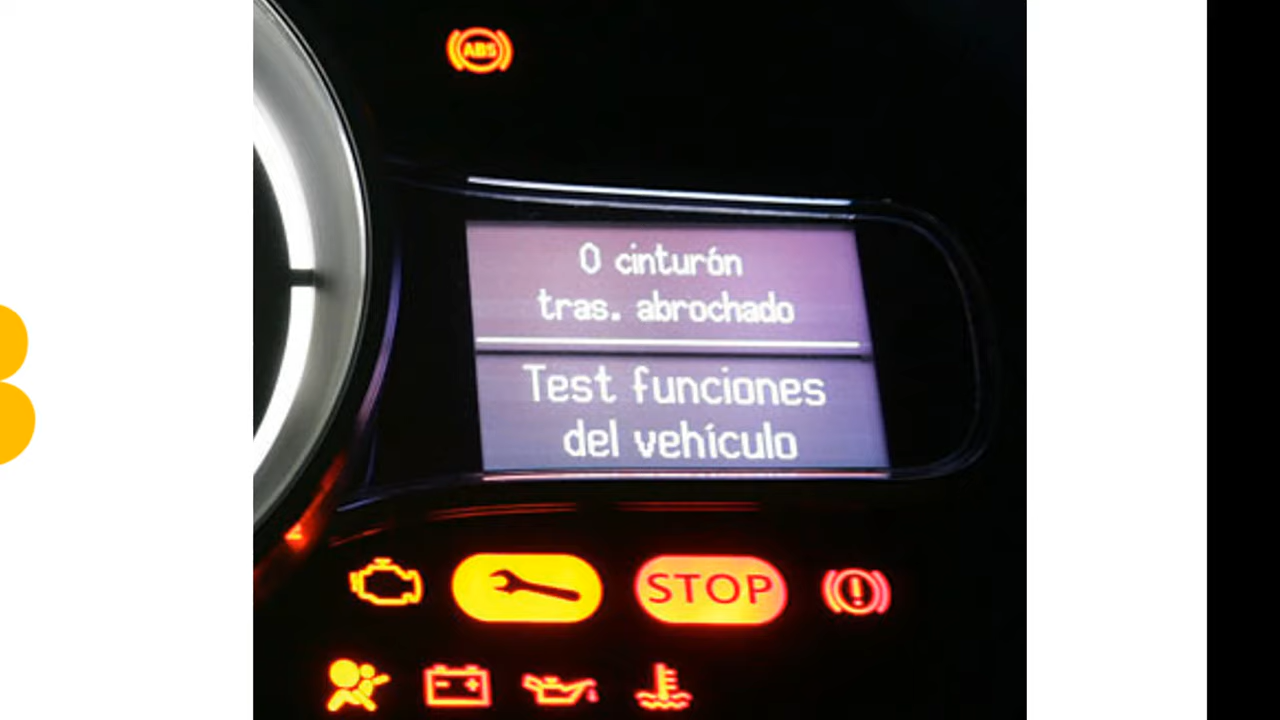 ABS
0 cinturón
tras. abrochado
Test funciones
del vehículo
STOP